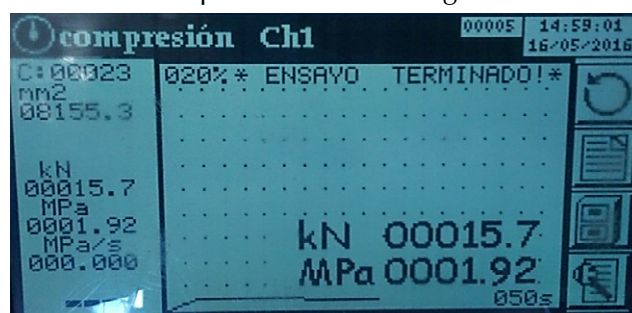 compresión Ch1
00005 14:59:01
16/05/2016
C:00023
mm2
08155.3
020% * ENSAYO TERMINADO! *
kN
00015.7
MPa
0001.92
MPa/s
000.000
kN 00015.7
MPa 0001.92
050s